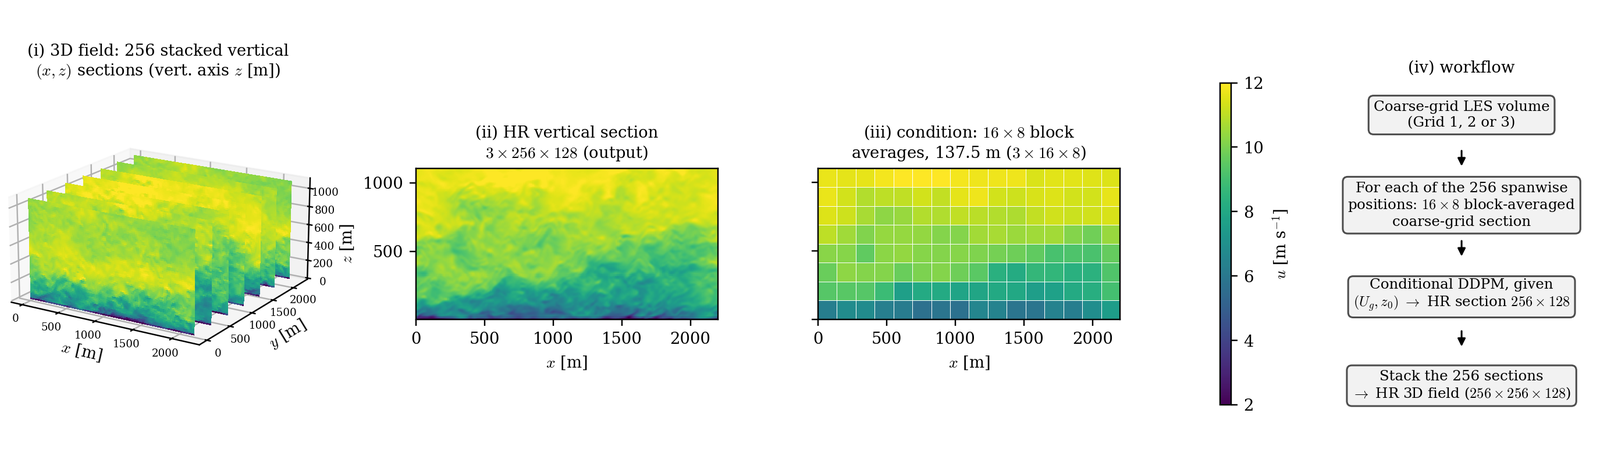 (i) 3D field: 256 stacked vertical
(x, z) sections (vert. axis z [m])
1000
800
600
400
200
0
z [m]
0
500
1000
1500
2000
x [m]
0
500
1000
1500
2000
y [m]
(ii) HR vertical section
3 × 256 × 128 (output)
1000
500
0
500
1000
1500
2000
x [m]
(iii) condition: 16 × 8 block
averages, 137.5 m (3 × 16 × 8)
0
500
1000
1500
2000
x [m]
12
10
8
6
4
2
u [m s⁻¹]
(iv) workflow
Coarse-grid LES volume
(Grid 1, 2 or 3)
For each of the 256 spanwise
positions: 16 × 8 block-averaged
coarse-grid section
Conditional DDPM, given
(U_g, z₀) → HR section 256 × 128
Stack the 256 sections
→ HR 3D field (256 × 256 × 128)